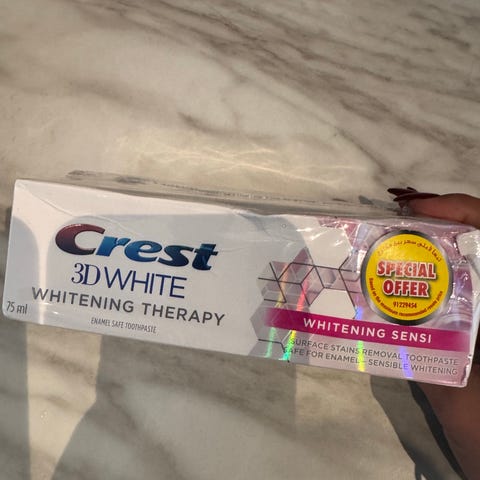 Crest
3D WHITE
WHITENING THERAPY
75 ml
ENAMEL SAFE TOOTHPASTE
SPECIAL
OFFER
91229454
WHITENING SENSI
SURFACE STAINS REMOVAL TOOTHPASTE
SAFE FOR ENAMEL - SENSIBLE WHITENING